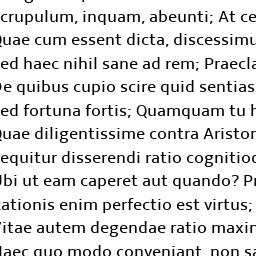 crupulum, inquam, abeunti; At ce
Quae cum essent dicta, discessimu
ed haec nihil sane ad rem; Praecla
De quibus cupio scire quid sentias
ed fortuna fortis; Quamquam tu h
Quae diligentissime contra Ariston
equitur disserendi ratio cognitioq
Ubi ut eam caperet aut quando? Pr
ationis enim perfectio est virtus;
Vitae autem degendae ratio maxim
Haec quo modo conveniant, non sa